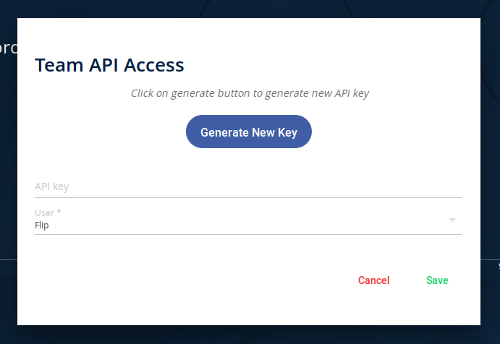 Team API Access
Click on generate button to generate new API key
Generate New Key
API key
User *
Flip
Cancel
Save